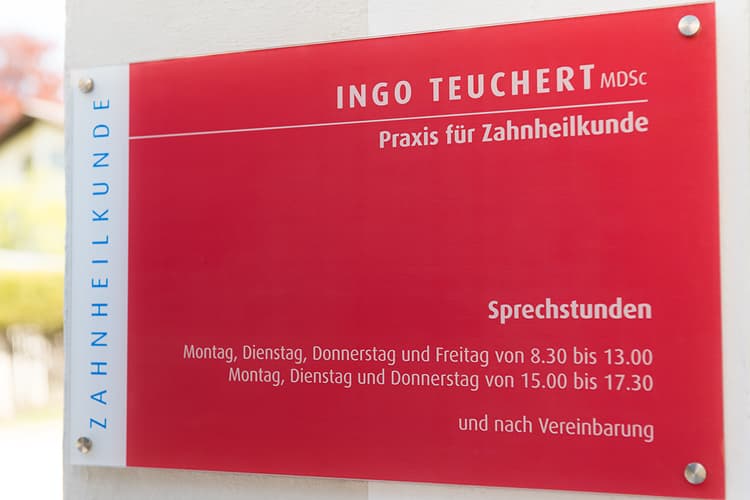 ZAHNHEILKUNDE
INGO TEUCHERT MDSc
Praxis für Zahnheilkunde
Sprechstunden
Montag, Dienstag, Donnerstag und Freitag von 8.30 bis 13.00
Montag, Dienstag und Donnerstag von 15.00 bis 17.30
und nach Vereinbarung